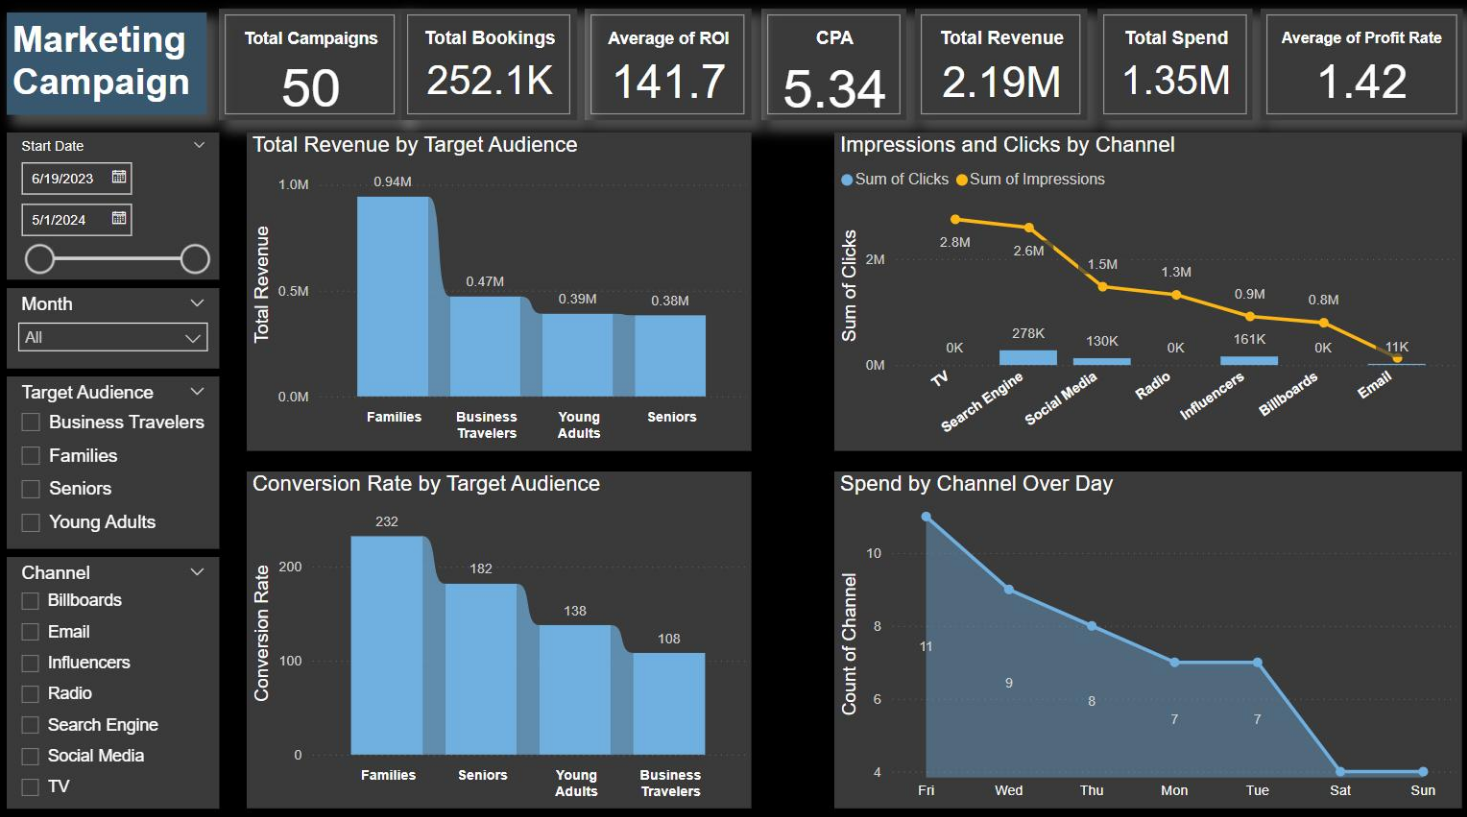 Marketing
Campaign
Total Campaigns
50
Total Bookings
252.1K
Average of ROI
141.7
CPA
5.34
Total Revenue
2.19M
Total Spend
1.35M
Average of Profit Rate
1.42
Start Date
6/19/2023
5/1/2024
Month
All
Target Audience
Business Travelers
Families
Seniors
Young Adults
Channel
Billboards
Email
Influencers
Radio
Search Engine
Social Media
TV
Total Revenue by Target Audience
Total Revenue
1.0M
0.5M
0.0M
0.94M
0.47M
0.39M
0.38M
Families
Business
Travelers
Young
Adults
Seniors
Impressions and Clicks by Channel
Sum of Clicks
Sum of Impressions
Sum of Clicks
2M
0M
2.8M
2.6M
1.5M
1.3M
0.9M
0.8M
0K
278K
130K
0K
161K
0K
11K
TV
Search Engine
Social Media
Radio
Influencers
Billboards
Email
Conversion Rate by Target Audience
Conversion Rate
200
100
0
232
182
138
108
Families
Seniors
Young
Adults
Business
Travelers
Spend by Channel Over Day
Count of Channel
10
8
6
4
11
9
8
7
7
Fri
Wed
Thu
Mon
Tue
Sat
Sun